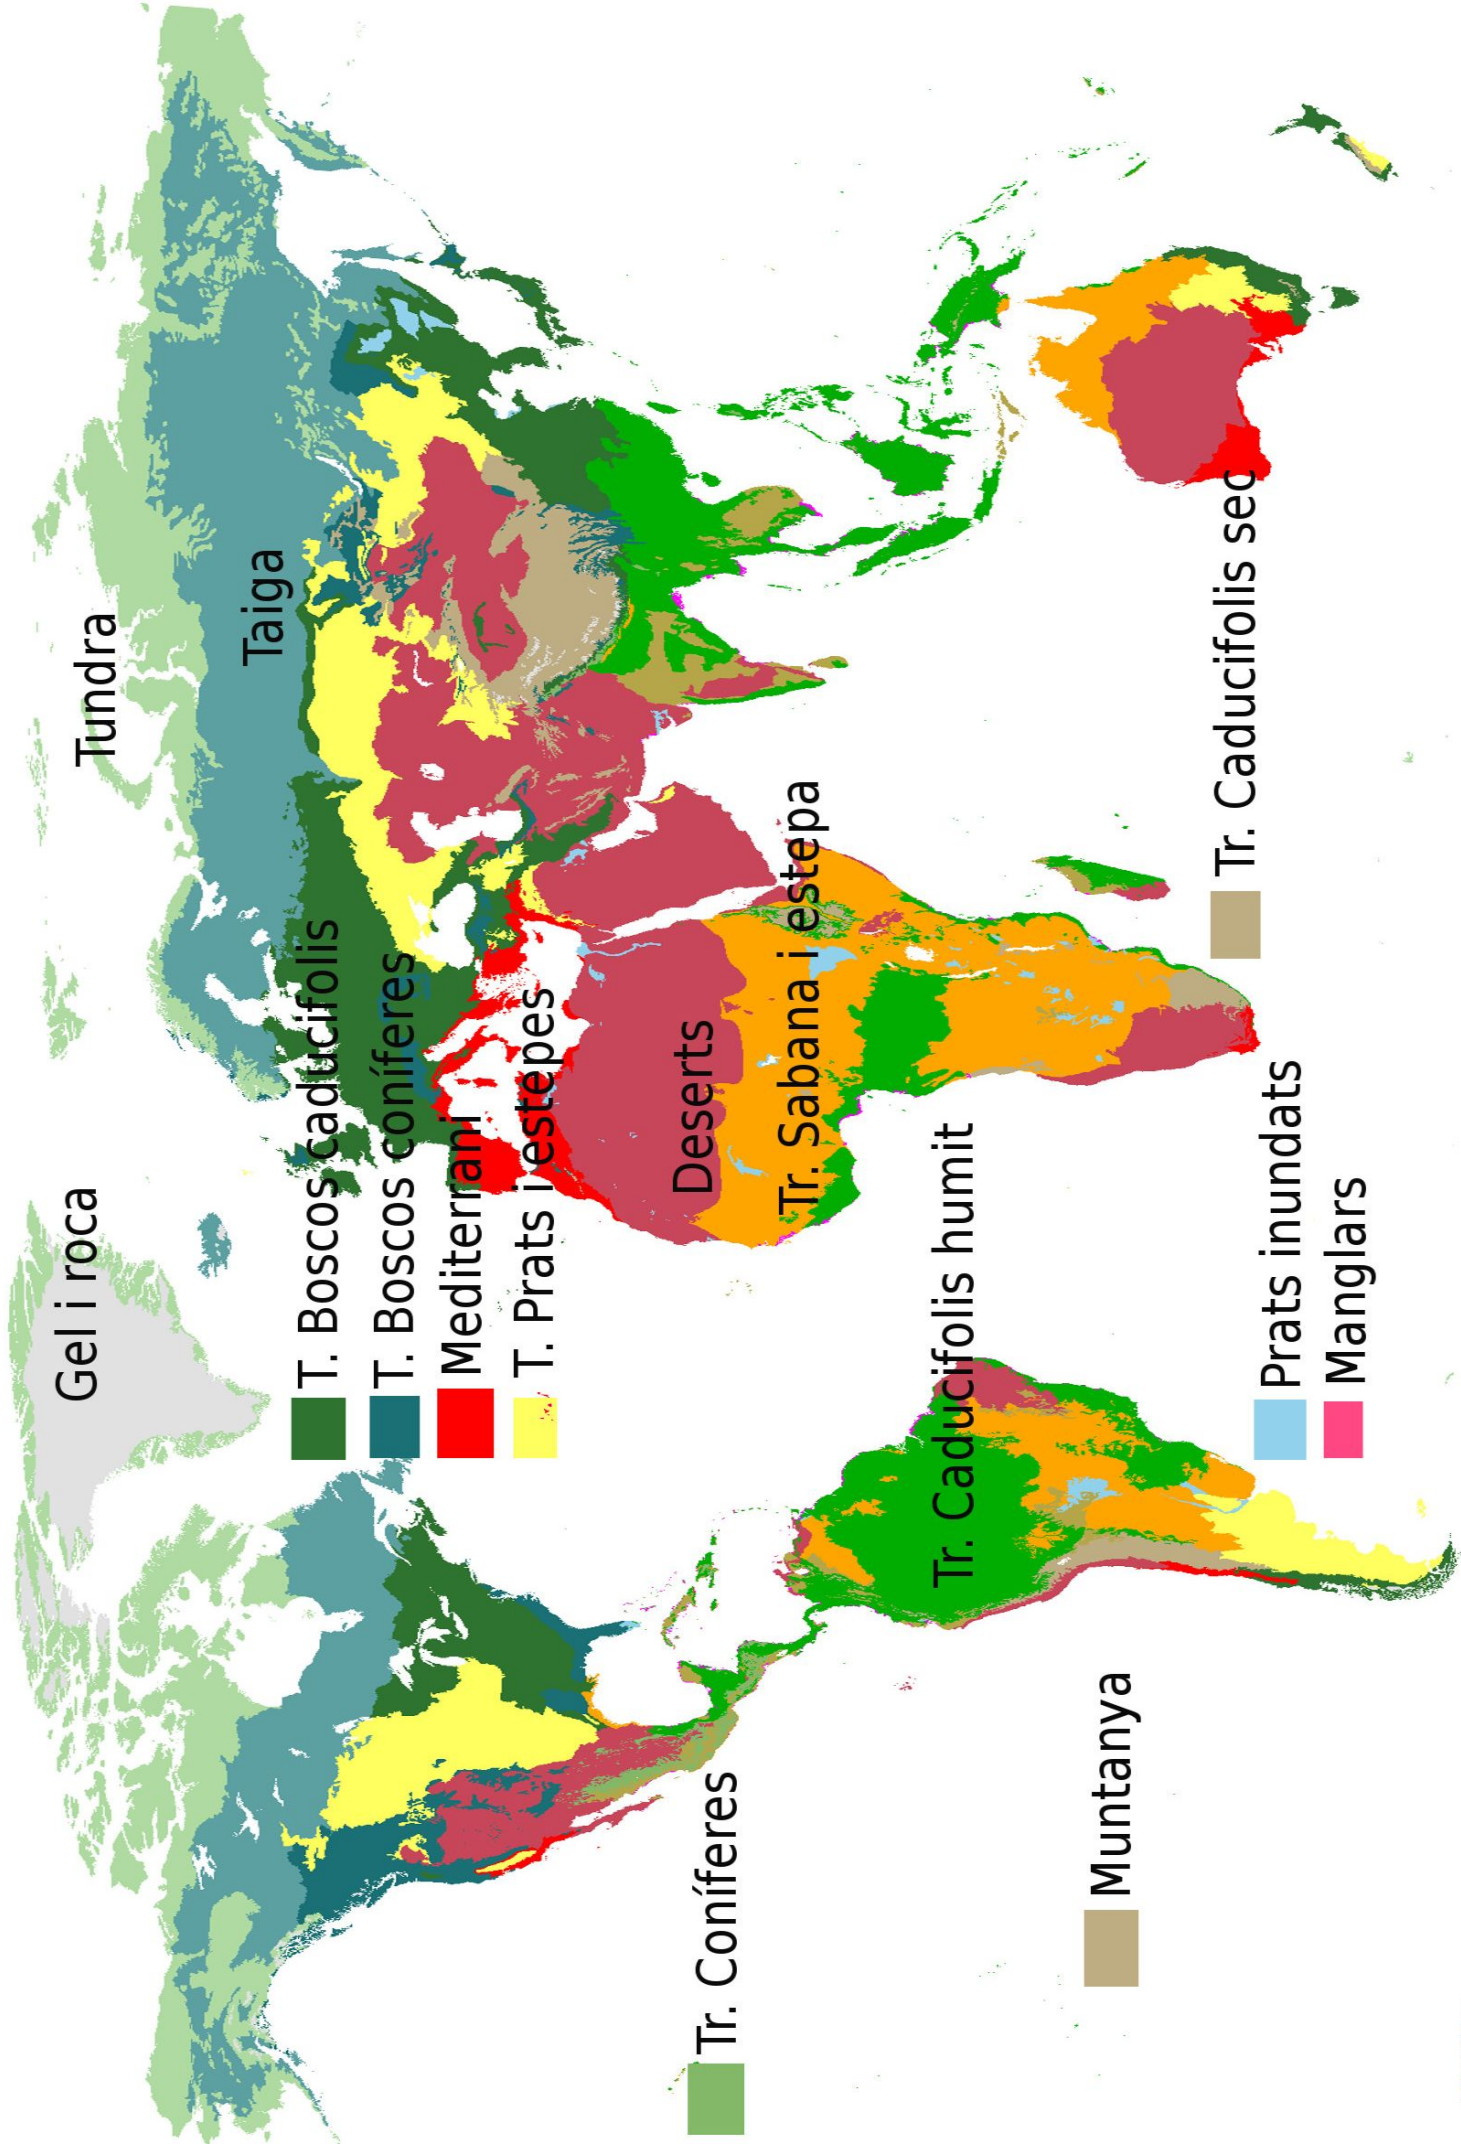 Gel i roca
Tundra
Taiga
T. Boscos caducifolis
T. Boscos coníferes
Mediterrani
T. Prats i estepes
Deserts
Tr. Coníferes
Tr. Sabana i estepa
Tr. Caducifolis humit
Muntanya
Tr. Caducifolis sec
Prats inundats
Manglars